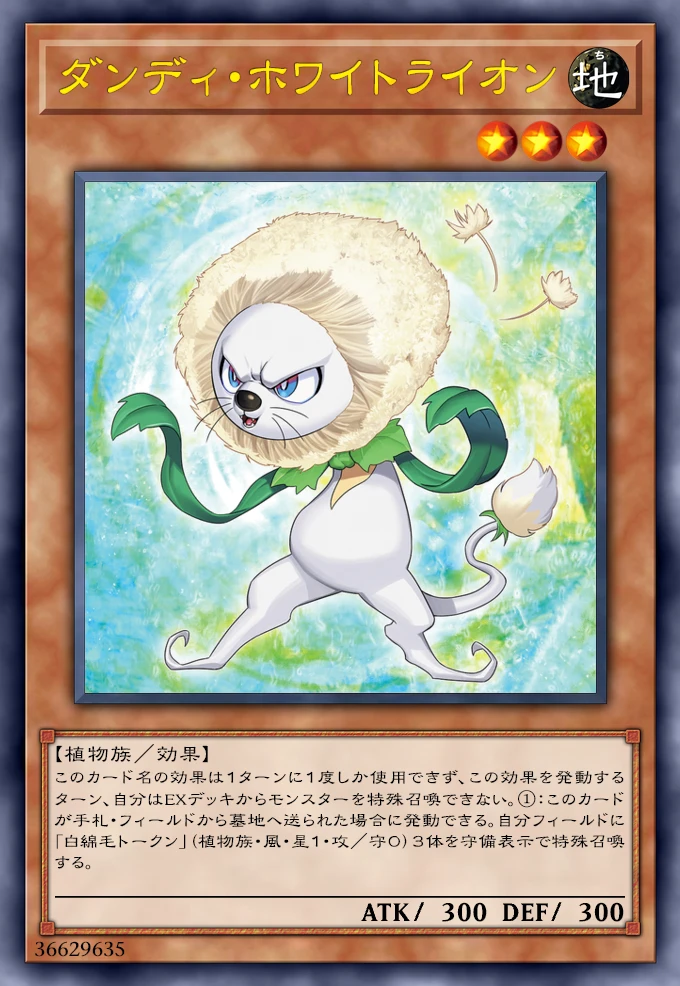 ダンディ・ホワイトライオン
ち
地
【植物族／効果】
このカード名の効果は1ターンに1度しか使用できず、この効果を発動する
ターン、自分はEXデッキからモンスターを特殊召喚できない。①：このカード
が手札・フィールドから墓地へ送られた場合に発動できる。自分フィールドに
「白綿毛トークン」(植物族・風・星1・攻／守0)3体を守備表示で特殊召喚
する。
ATK/ 300 DEF/ 300
36629635